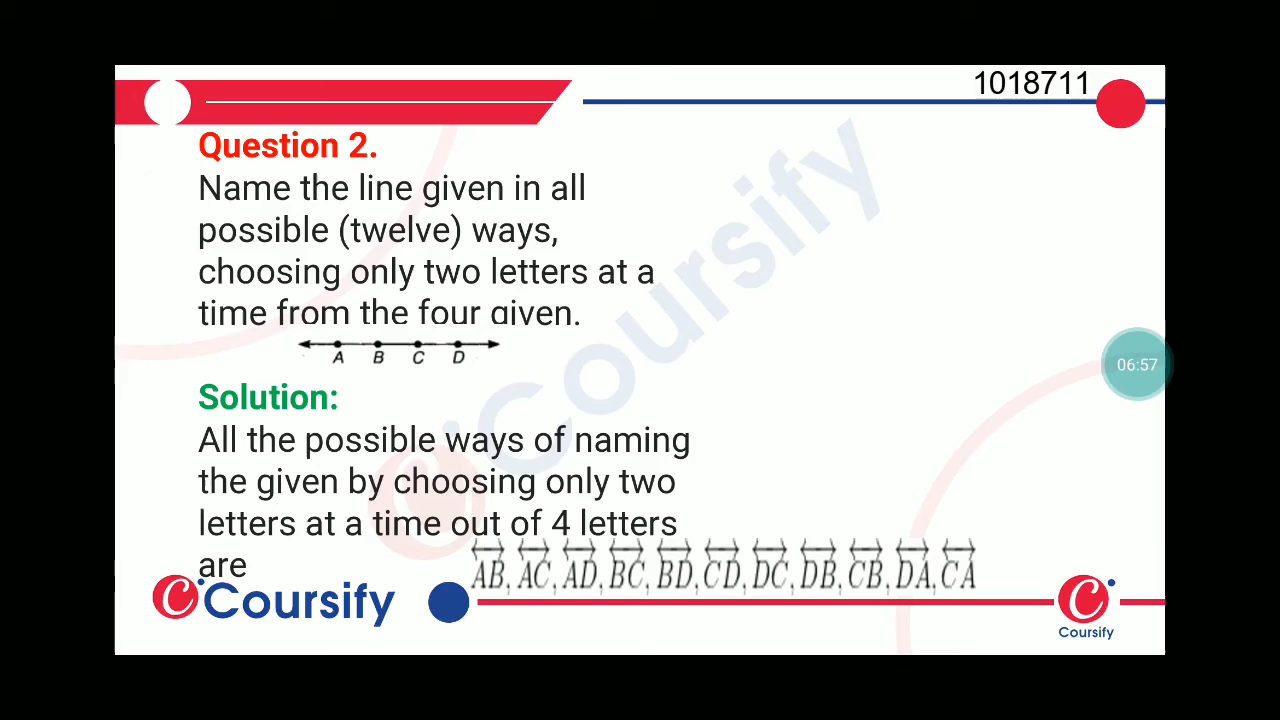 1018711
Question 2.
Name the line given in all
possible (twelve) ways,
choosing only two letters at a
time from the four given.
A B C D
06:57
Solution:
All the possible ways of naming
the given by choosing only two
letters at a time out of 4 letters
are
AB, AC, AD, BC, BD, CD, DC, DB, CB, DA, CA
Coursify
Coursify
Coursify